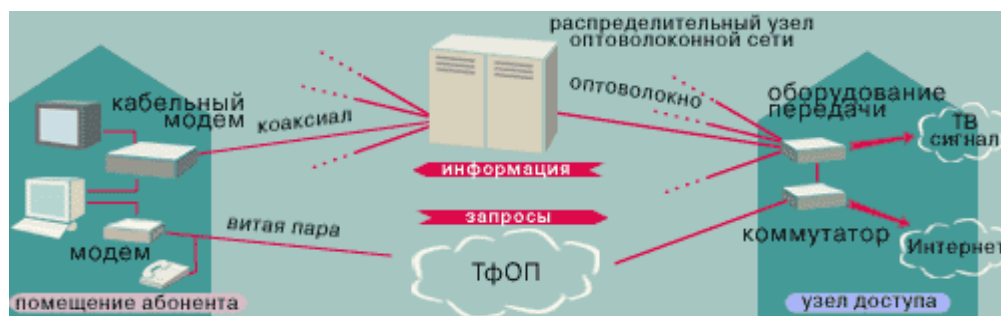 распределительный узел
оптоволоконной сети
кабельный
модем
коаксиал
оптоволокно
оборудование
передачи
ТВ
сигнал
информация
запросы
витая пара
модем
ТфОП
коммутатор
Интернет
помещение абонента
узел доступа